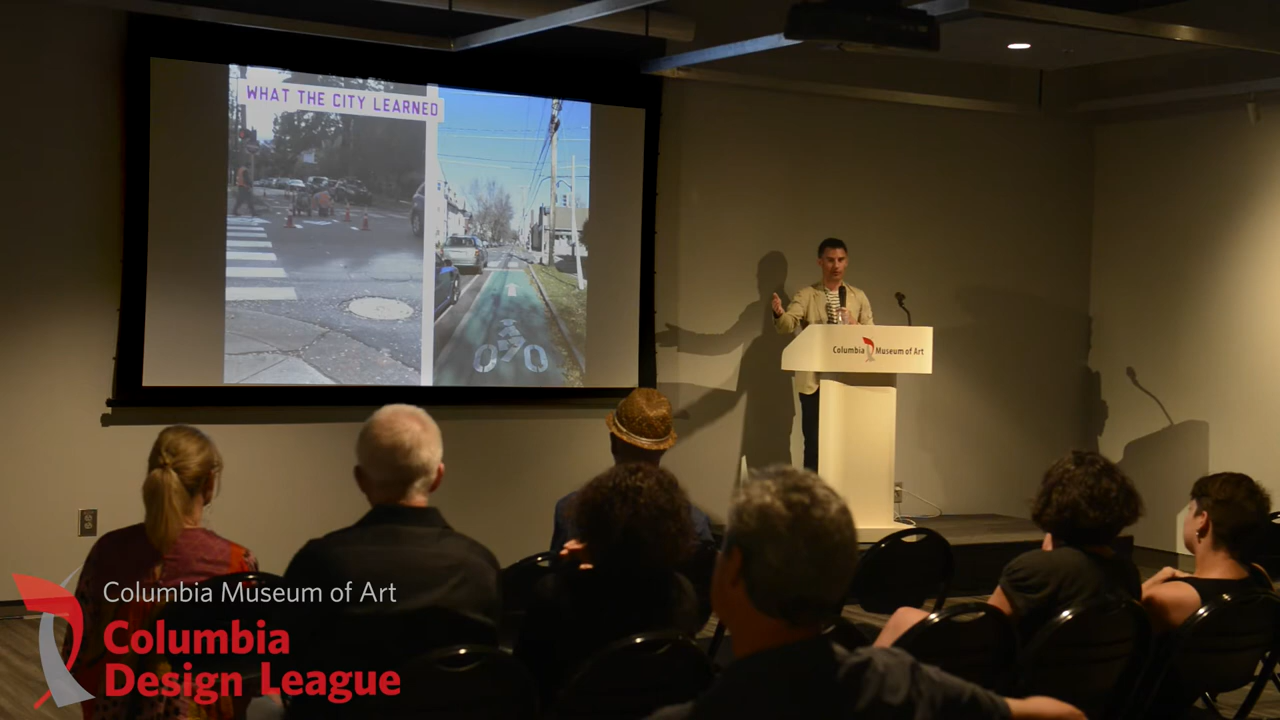 WHAT THE CITY LEARNED
Columbia Museum of Art
Columbia Museum of Art
Columbia
Design League